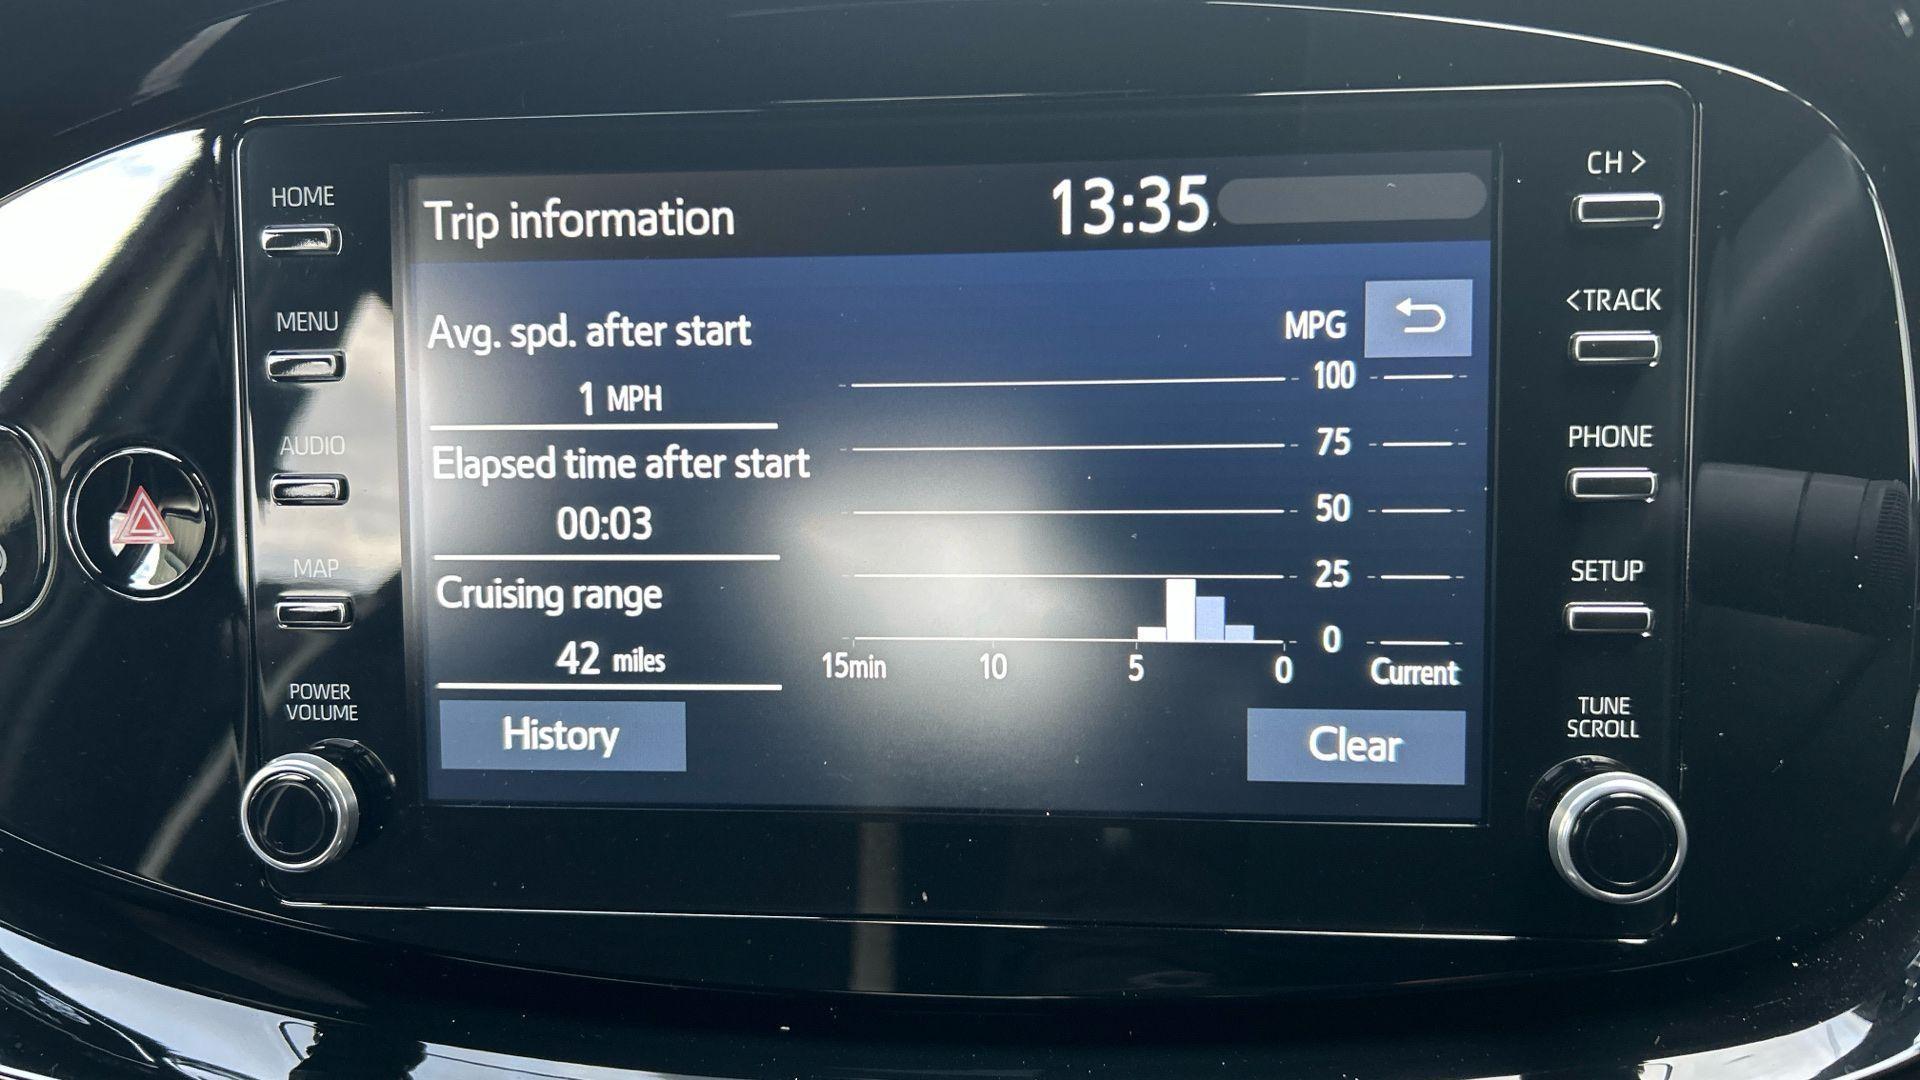 HOME
MENU
AUDIO
MAP
POWER
VOLUME
Trip information
13:35
Avg. spd. after start
1 MPH
Elapsed time after start
00:03
Cruising range
42 miles
History
MPG
100
75
50
25
0
15min 10 5 0 Current
Clear
CH >
<TRACK
PHONE
SETUP
TUNE
SCROLL